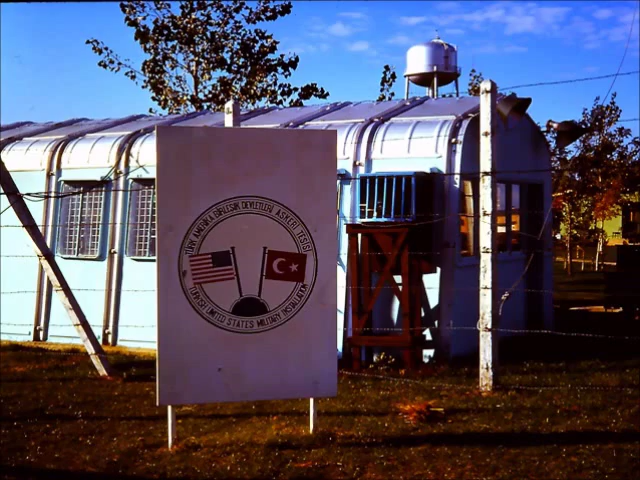 TÜRK AMERİKA BİRLEŞİK DEVLETLERİ ASKERİ TESİSİ
TURKISH UNITED STATES MILITARY INSTALLATION